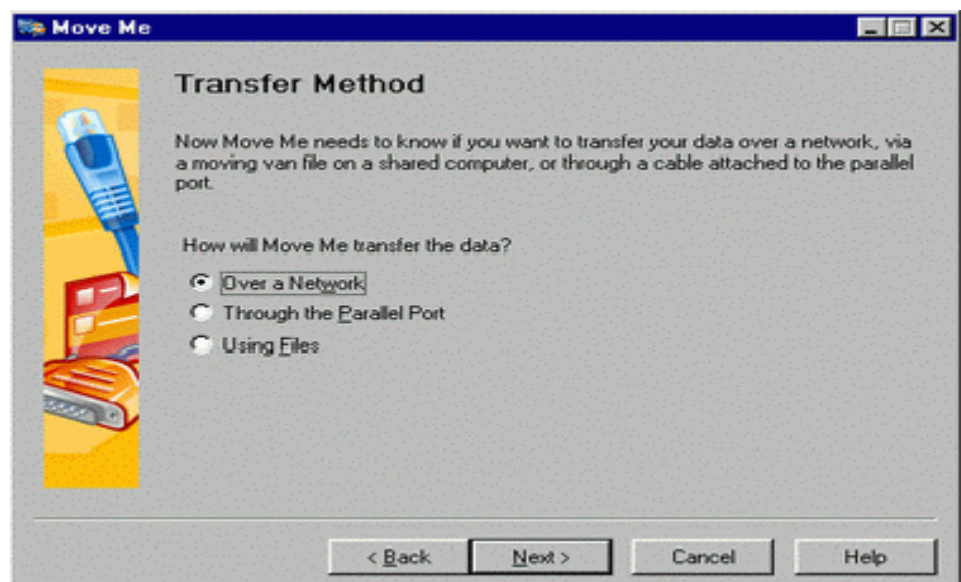 Move Me
Transfer Method
Now Move Me needs to know if you want to transfer your data over a network, via
a moving van file on a shared computer, or through a cable attached to the parallel
port.
How will Move Me transfer the data?
Over a Network
Through the Parallel Port
Using Files
< Back
Next >
Cancel
Help